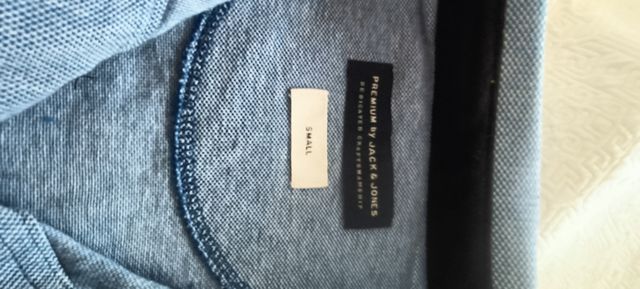 PREMIUM by JACK & JONES
DEDICATED CRAFTSMANSHIP
SMALL